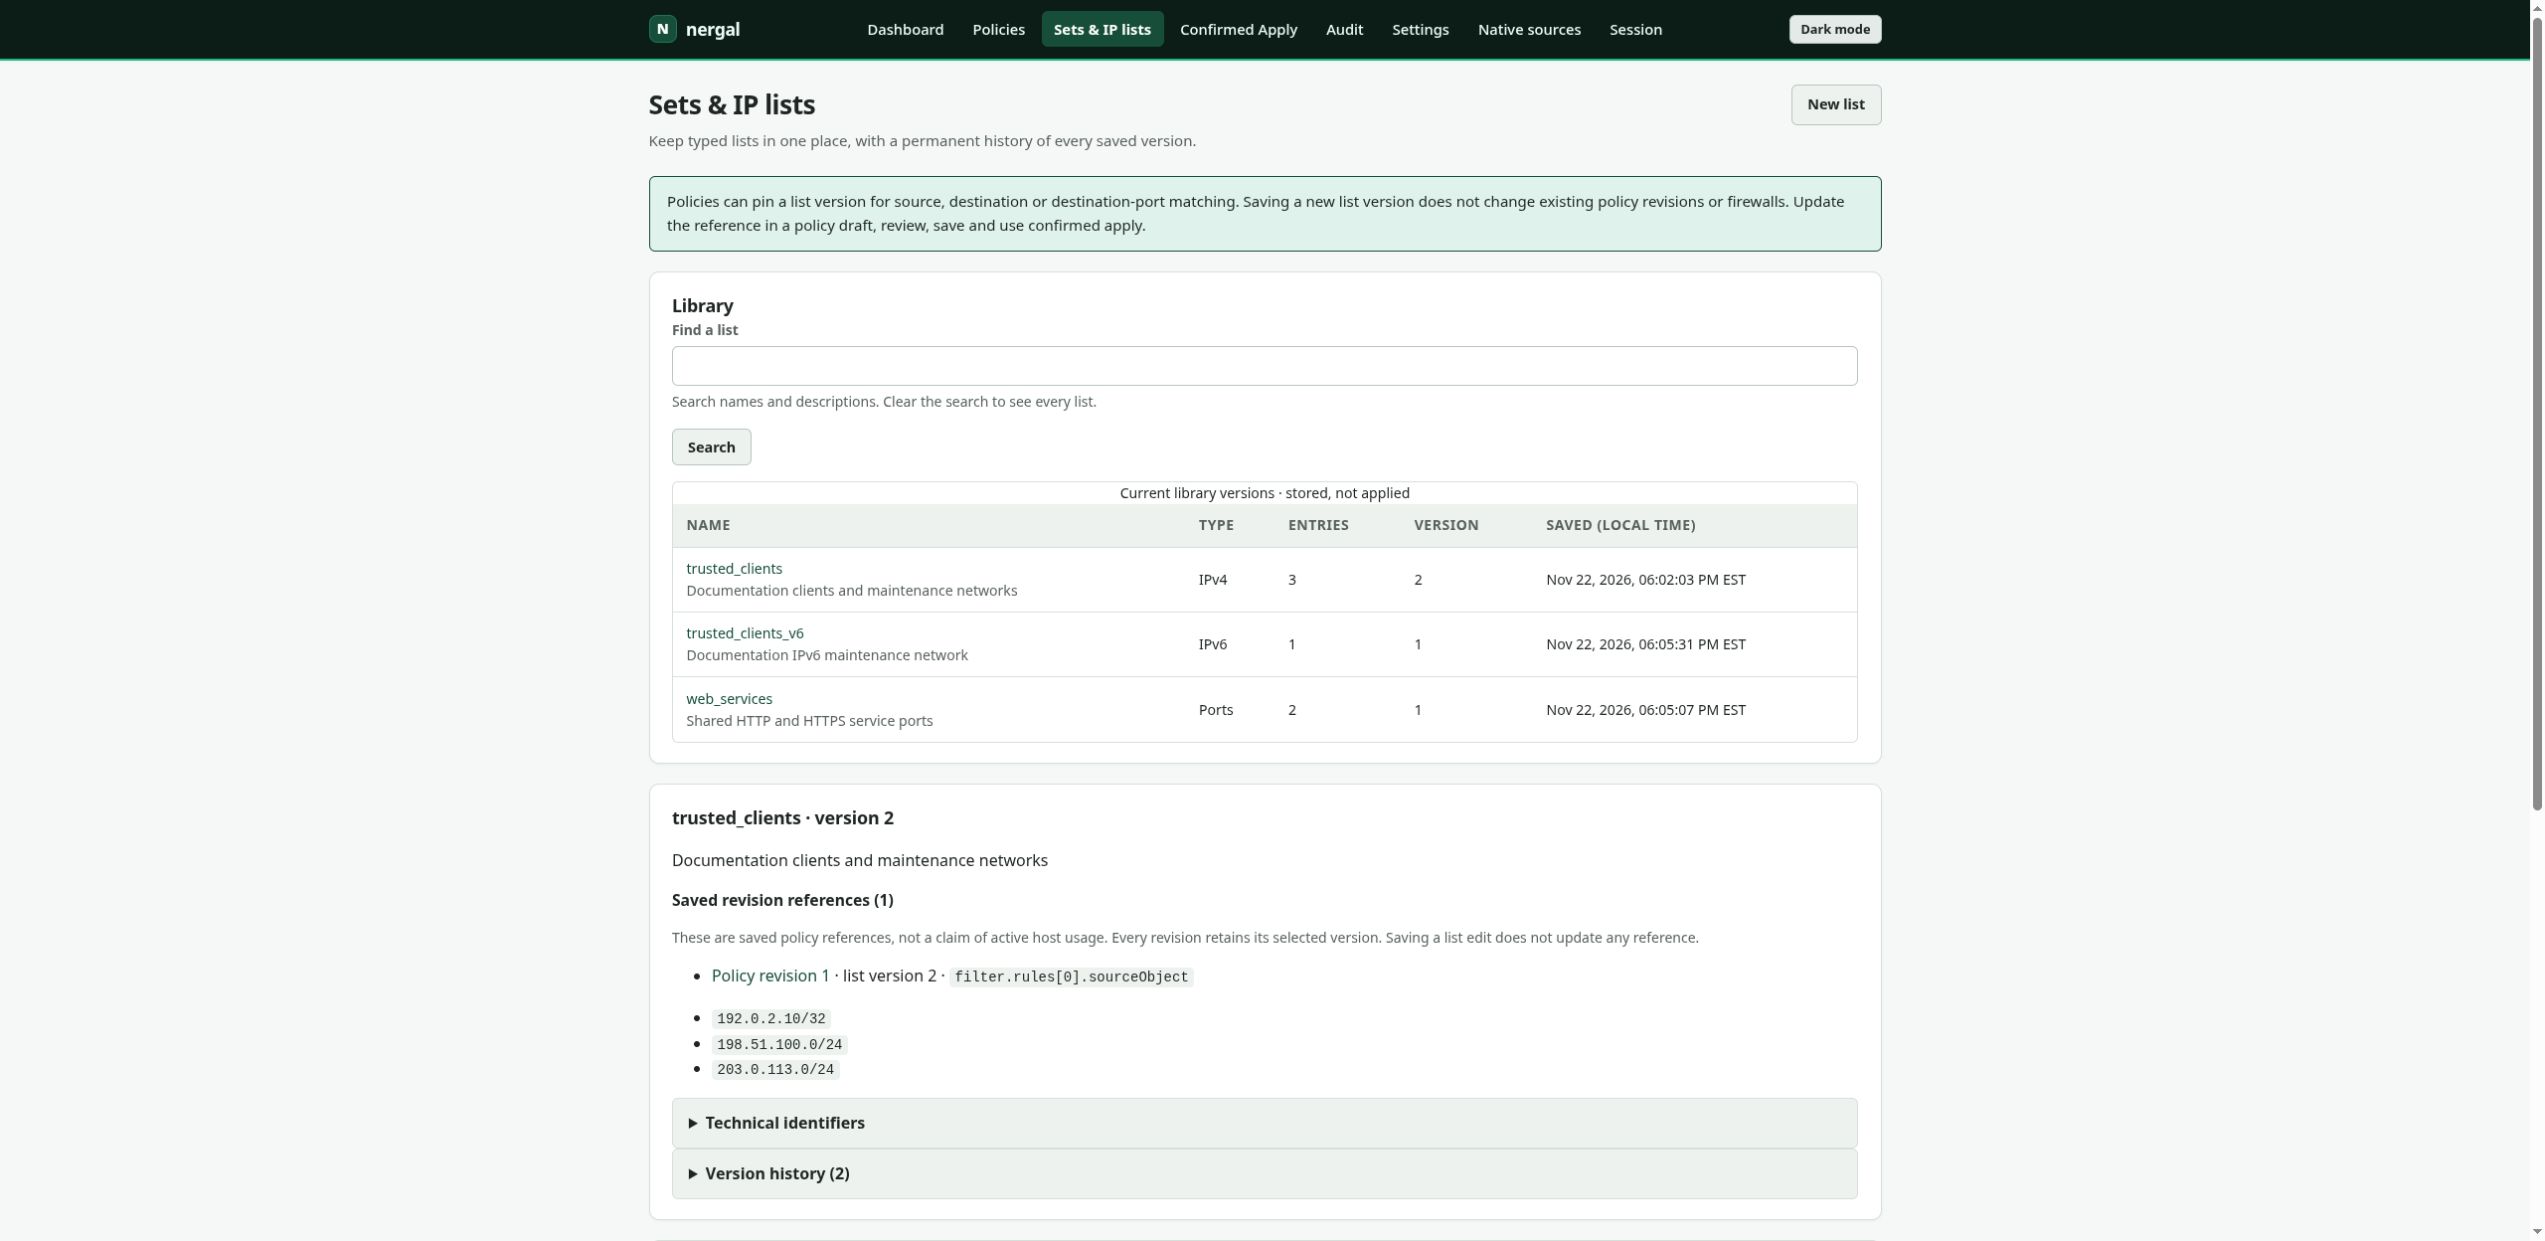 N nergal Dashboard Policies Sets & IP lists Confirmed Apply Audit Settings Native sources Session Dark mode
Sets & IP lists
New list
Keep typed lists in one place, with a permanent history of every saved version.
Policies can pin a list version for source, destination or destination-port matching. Saving a new list version does not change existing policy revisions or firewalls. Update
the reference in a policy draft, review, save and use confirmed apply.
Library
Find a list
Search names and descriptions. Clear the search to see every list.
Search
Current library versions · stored, not applied
NAME TYPE ENTRIES VERSION SAVED (LOCAL TIME)
trusted_clients
Documentation clients and maintenance networks
IPv4 3 2 Nov 22, 2026, 06:02:03 PM EST
trusted_clients_v6
Documentation IPv6 maintenance network
IPv6 1 1 Nov 22, 2026, 06:05:31 PM EST
web_services
Shared HTTP and HTTPS service ports
Ports 2 1 Nov 22, 2026, 06:05:07 PM EST
trusted_clients · version 2
Documentation clients and maintenance networks
Saved revision references (1)
These are saved policy references, not a claim of active host usage. Every revision retains its selected version. Saving a list edit does not update any reference.
• Policy revision 1 · list version 2 · filter.rules[0].sourceObject
• 192.0.2.10/32
• 198.51.100.0/24
• 203.0.113.0/24
▶ Technical identifiers
▶ Version history (2)